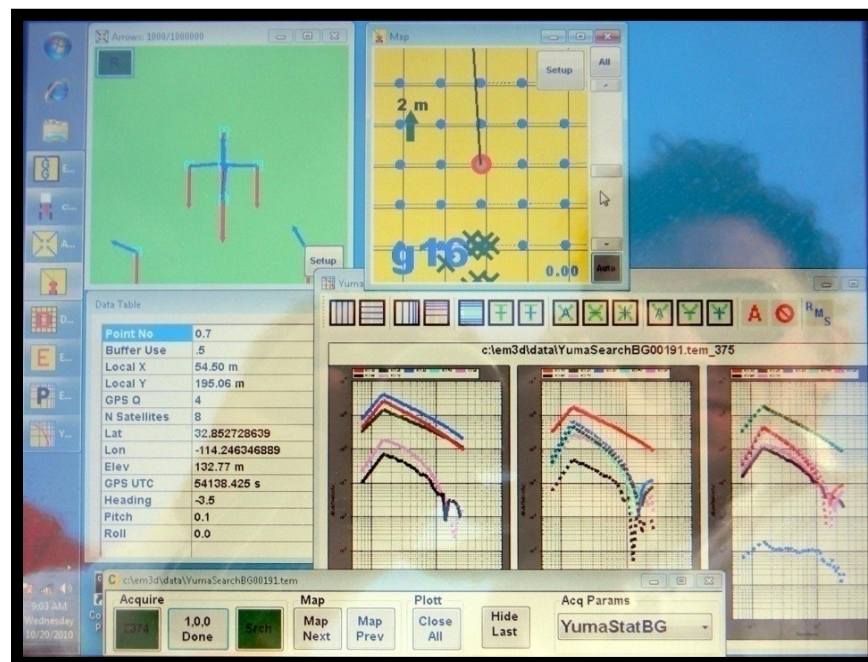 Arrows: 1000/1000000
R
Setup
Map
Setup
All
2 m
g16
0.00
Auto
Data Table
Point No 0.7
Buffer Use .5
Local X 54.50 m
Local Y 195.06 m
GPS Q 4
N Satellites 8
Lat 32.852728639
Lon -114.246346889
Elev 132.77 m
GPS UTC 54138.425 s
Heading -3.5
Pitch 0.1
Roll 0.0
E...
A...
D...
E E...
P E...
Y...
A
RMS
c:\em3d\data\YumaSearchBG00191.tem_375
c:\em3d\data\YumaSearchBG00191.tem
Acquire Map Plott Acq Params
1,0,0 Done
Srch
Map Next
Map Prev
Close All
Hide Last
YumaStatBG
9:03 AM
Wednesday
10/20/2010